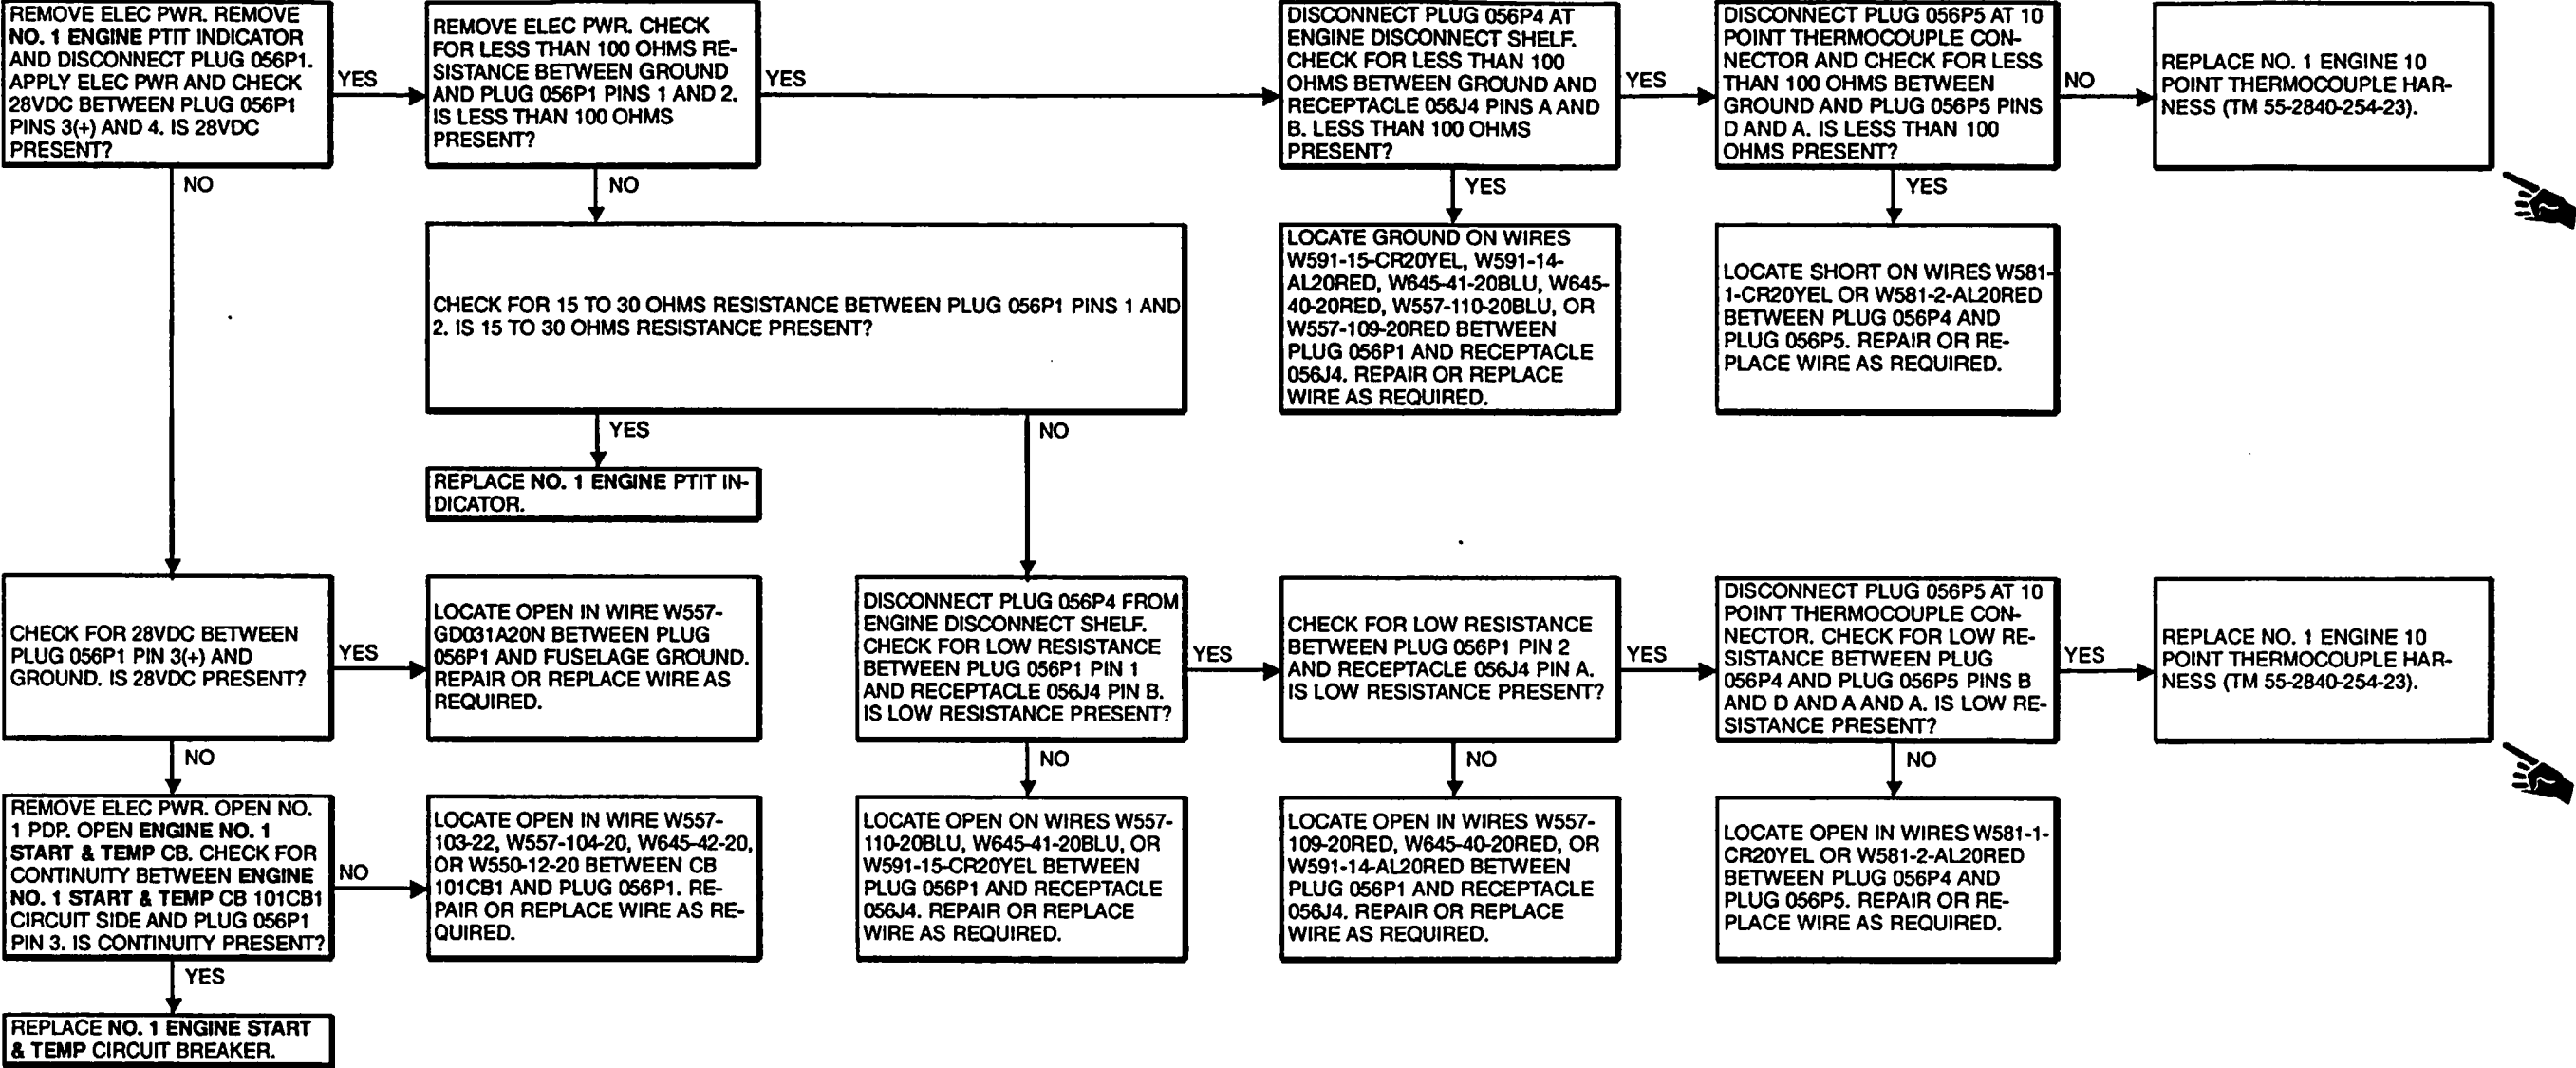 REMOVE ELEC PWR. REMOVE
NO. 1 ENGINE PTIT INDICATOR
AND DISCONNECT PLUG 056P1.
APPLY ELEC PWR AND CHECK
28VDC BETWEEN PLUG 056P1
PINS 3(+) AND 4. IS 28VDC
PRESENT?
YES
REMOVE ELEC PWR. CHECK
FOR LESS THAN 100 OHMS RE-
SISTANCE BETWEEN GROUND
AND PLUG 056P1 PINS 1 AND 2.
IS LESS THAN 100 OHMS
PRESENT?
YES
DISCONNECT PLUG 056P4 AT
ENGINE DISCONNECT SHELF.
CHECK FOR LESS THAN 100
OHMS BETWEEN GROUND AND
RECEPTACLE 056J4 PINS A AND
B. LESS THAN 100 OHMS
PRESENT?
YES
DISCONNECT PLUG 056P5 AT 10
POINT THERMOCOUPLE CON-
NECTOR AND CHECK FOR LESS
THAN 100 OHMS BETWEEN
GROUND AND PLUG 056P5 PINS
D AND A. IS LESS THAN 100
OHMS PRESENT?
NO
REPLACE NO. 1 ENGINE 10
POINT THERMOCOUPLE HAR-
NESS (TM 55-2840-254-23).
NO
NO
YES
YES
CHECK FOR 15 TO 30 OHMS RESISTANCE BETWEEN PLUG 056P1 PINS 1 AND
2. IS 15 TO 30 OHMS RESISTANCE PRESENT?
LOCATE GROUND ON WIRES
W591-15-CR20YEL, W591-14-
AL20RED, W645-41-20BLU, W645-
40-20RED, W557-110-20BLU, OR
W557-109-20RED BETWEEN
PLUG 056P1 AND RECEPTACLE
056J4. REPAIR OR REPLACE
WIRE AS REQUIRED.
LOCATE SHORT ON WIRES W581-
1-CR20YEL OR W581-2-AL20RED
BETWEEN PLUG 056P4 AND
PLUG 056P5. REPAIR OR RE-
PLACE WIRE AS REQUIRED.
YES
NO
REPLACE NO. 1 ENGINE PTIT IN-
DICATOR.
CHECK FOR 28VDC BETWEEN
PLUG 056P1 PIN 3(+) AND
GROUND. IS 28VDC PRESENT?
YES
LOCATE OPEN IN WIRE W557-
GD031A20N BETWEEN PLUG
056P1 AND FUSELAGE GROUND.
REPAIR OR REPLACE WIRE AS
REQUIRED.
DISCONNECT PLUG 056P4 FROM
ENGINE DISCONNECT SHELF.
CHECK FOR LOW RESISTANCE
BETWEEN PLUG 056P1 PIN 1
AND RECEPTACLE 056J4 PIN B.
IS LOW RESISTANCE PRESENT?
YES
CHECK FOR LOW RESISTANCE
BETWEEN PLUG 056P1 PIN 2
AND RECEPTACLE 056J4 PIN A.
IS LOW RESISTANCE PRESENT?
YES
DISCONNECT PLUG 056P5 AT 10
POINT THERMOCOUPLE CON-
NECTOR. CHECK FOR LOW RE-
SISTANCE BETWEEN PLUG
056P4 AND PLUG 056P5 PINS B
AND D AND A AND A. IS LOW RE-
SISTANCE PRESENT?
YES
REPLACE NO. 1 ENGINE 10
POINT THERMOCOUPLE HAR-
NESS (TM 55-2840-254-23).
NO
NO
NO
NO
REMOVE ELEC PWR. OPEN NO.
1 PDP. OPEN ENGINE NO. 1
START & TEMP CB. CHECK FOR
CONTINUITY BETWEEN ENGINE
NO. 1 START & TEMP CB 101CB1
CIRCUIT SIDE AND PLUG 056P1
PIN 3. IS CONTINUITY PRESENT?
NO
LOCATE OPEN IN WIRE W557-
103-22, W557-104-20, W645-42-20,
OR W550-12-20 BETWEEN CB
101CB1 AND PLUG 056P1. RE-
PAIR OR REPLACE WIRE AS RE-
QUIRED.
LOCATE OPEN ON WIRES W557-
110-20BLU, W645-41-20BLU, OR
W591-15-CR20YEL BETWEEN
PLUG 056P1 AND RECEPTACLE
056J4. REPAIR OR REPLACE
WIRE AS REQUIRED.
LOCATE OPEN IN WIRES W557-
109-20RED, W645-40-20RED, OR
W591-14-AL20RED BETWEEN
PLUG 056P1 AND RECEPTACLE
056J4. REPAIR OR REPLACE
WIRE AS REQUIRED.
LOCATE OPEN IN WIRES W581-1-
CR20YEL OR W581-2-AL20RED
BETWEEN PLUG 056P4 AND
PLUG 056P5. REPAIR OR RE-
PLACE WIRE AS REQUIRED.
YES
REPLACE NO. 1 ENGINE START
& TEMP CIRCUIT BREAKER.